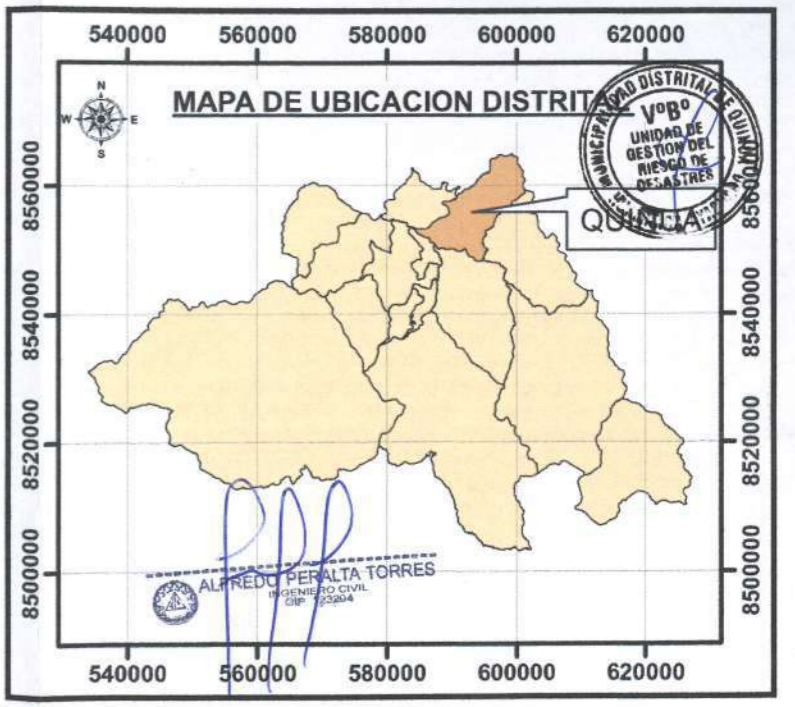 540000 560000 580000 600000 620000
MAPA DE UBICACION DISTRITAL
N
W E
S
MUNICIPALIDAD DISTRITAL DE QUINUA
VºBº
UNIDAD DE
GESTION DEL
RIESGO DE
DESASTRES
QUINUA
8560000 8560000
8540000 8540000
8520000 8520000
8500000 8500000
ALFREDO PERALTA TORRES
INGENIERO CIVIL
CIP 123204
540000 560000 580000 600000 620000